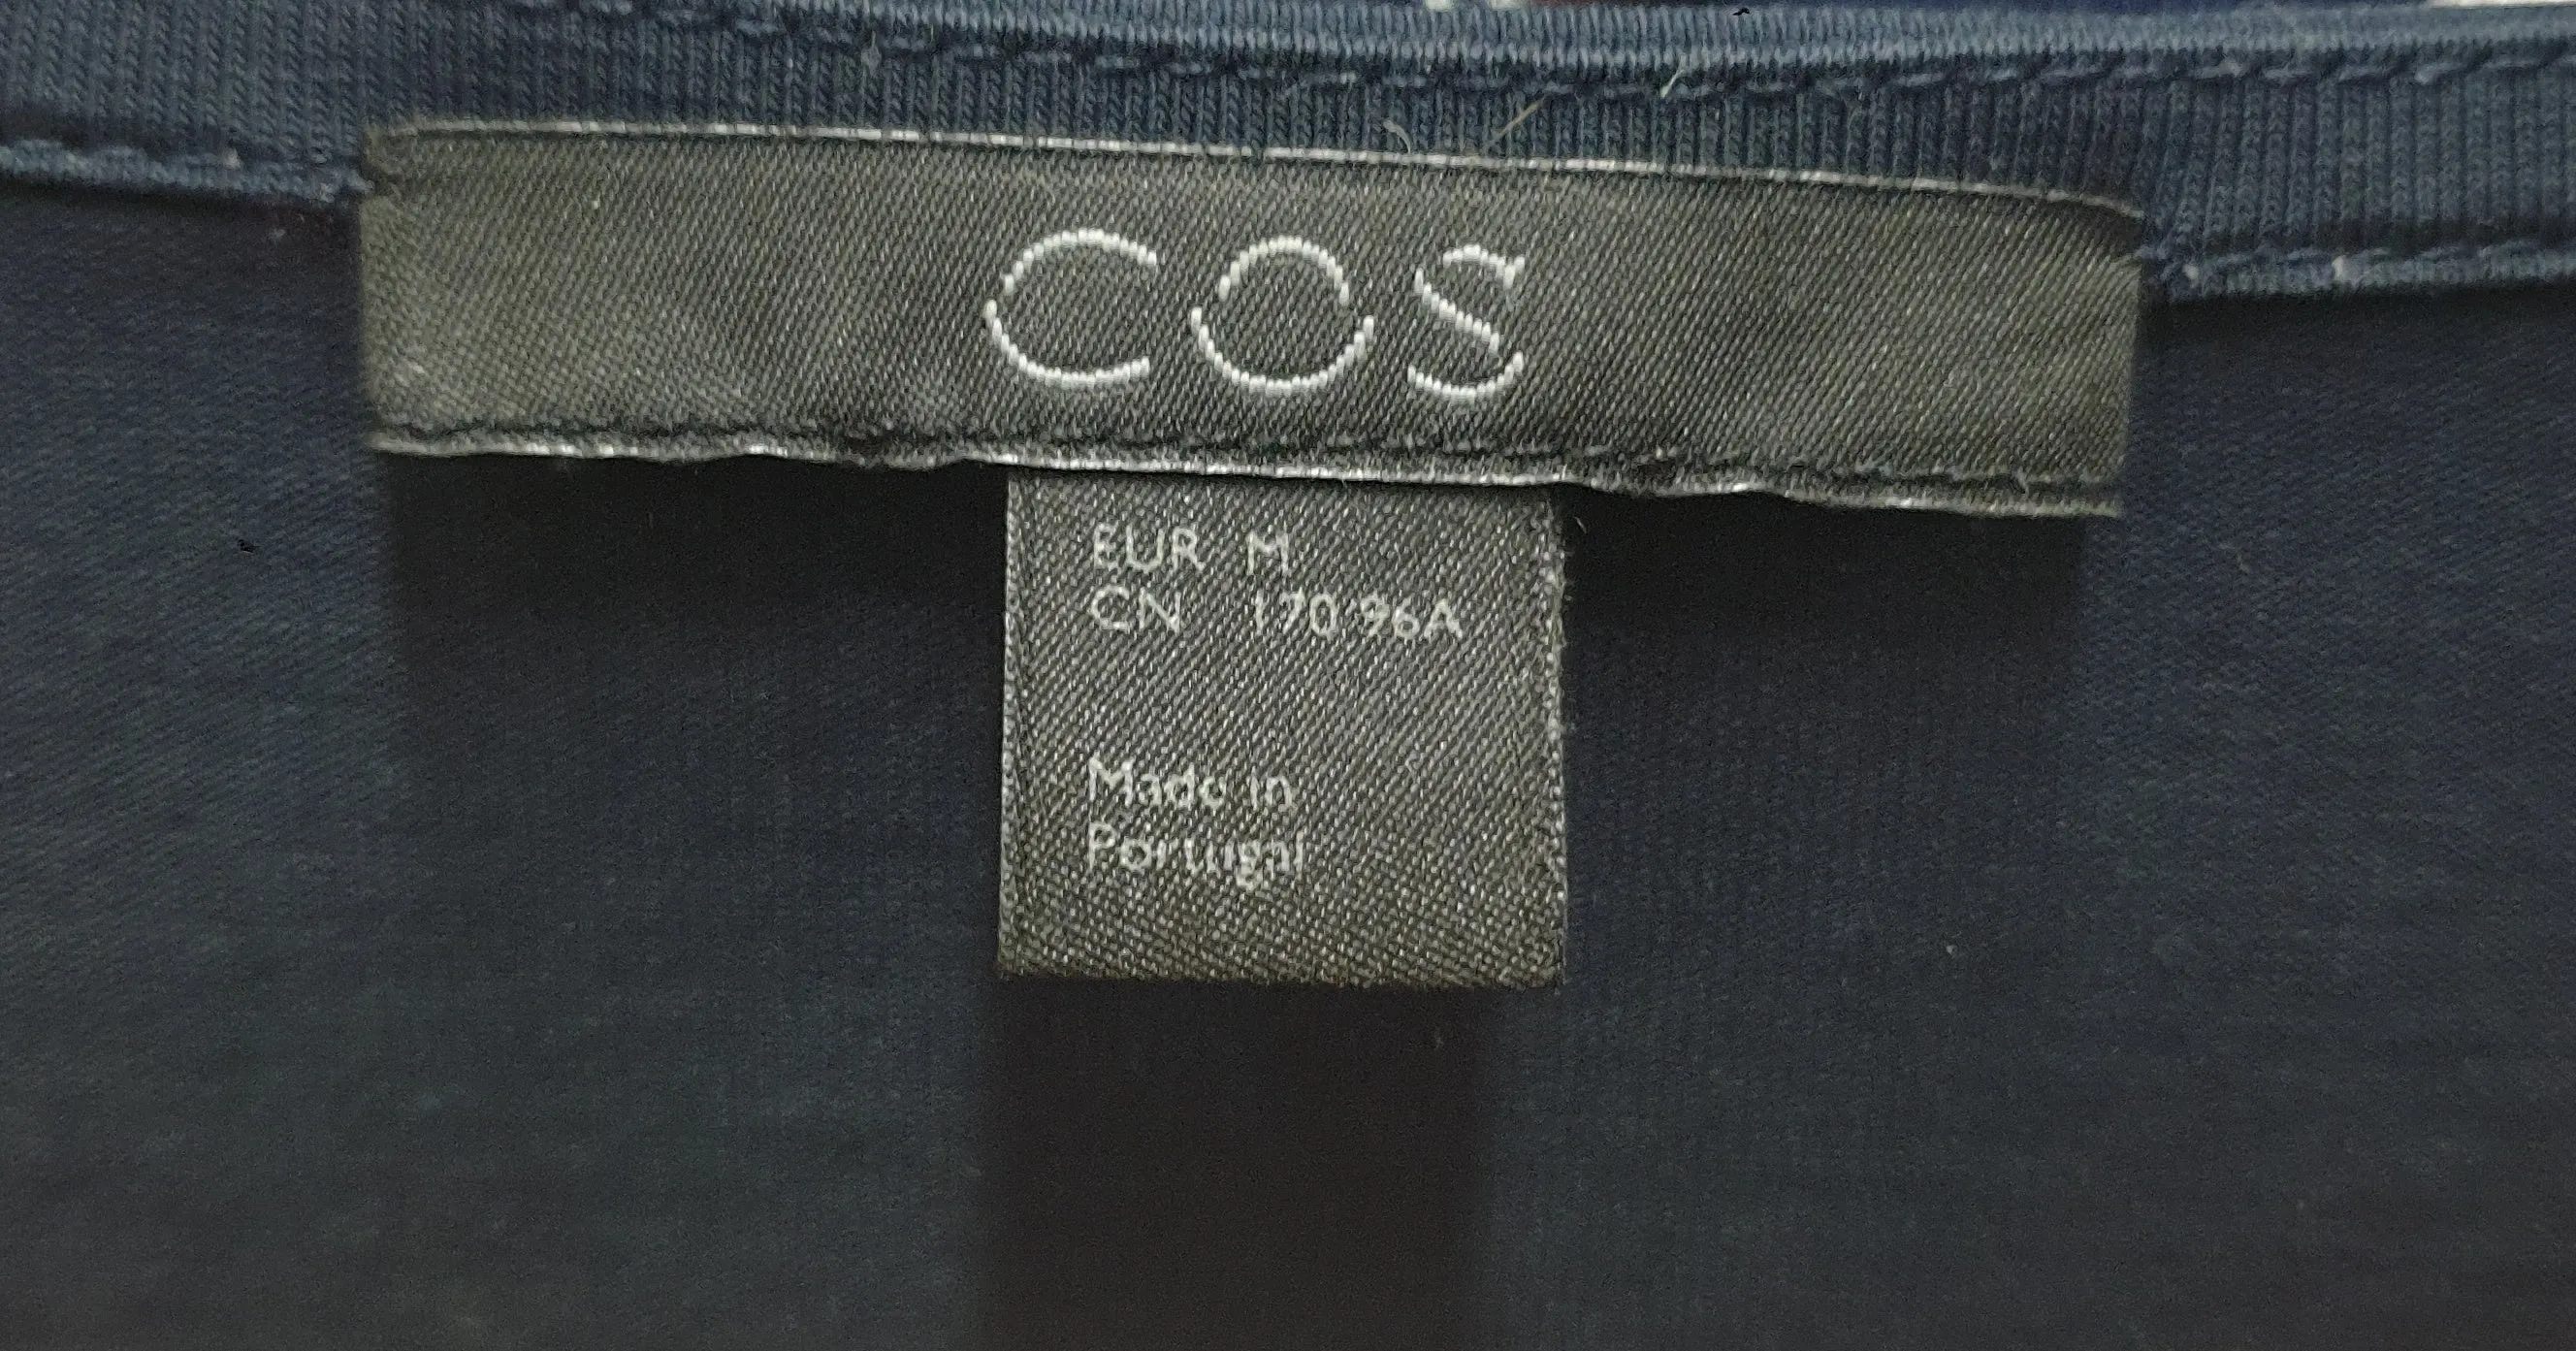 COS
EUR M
CN 170/96A
Made in
Portugal